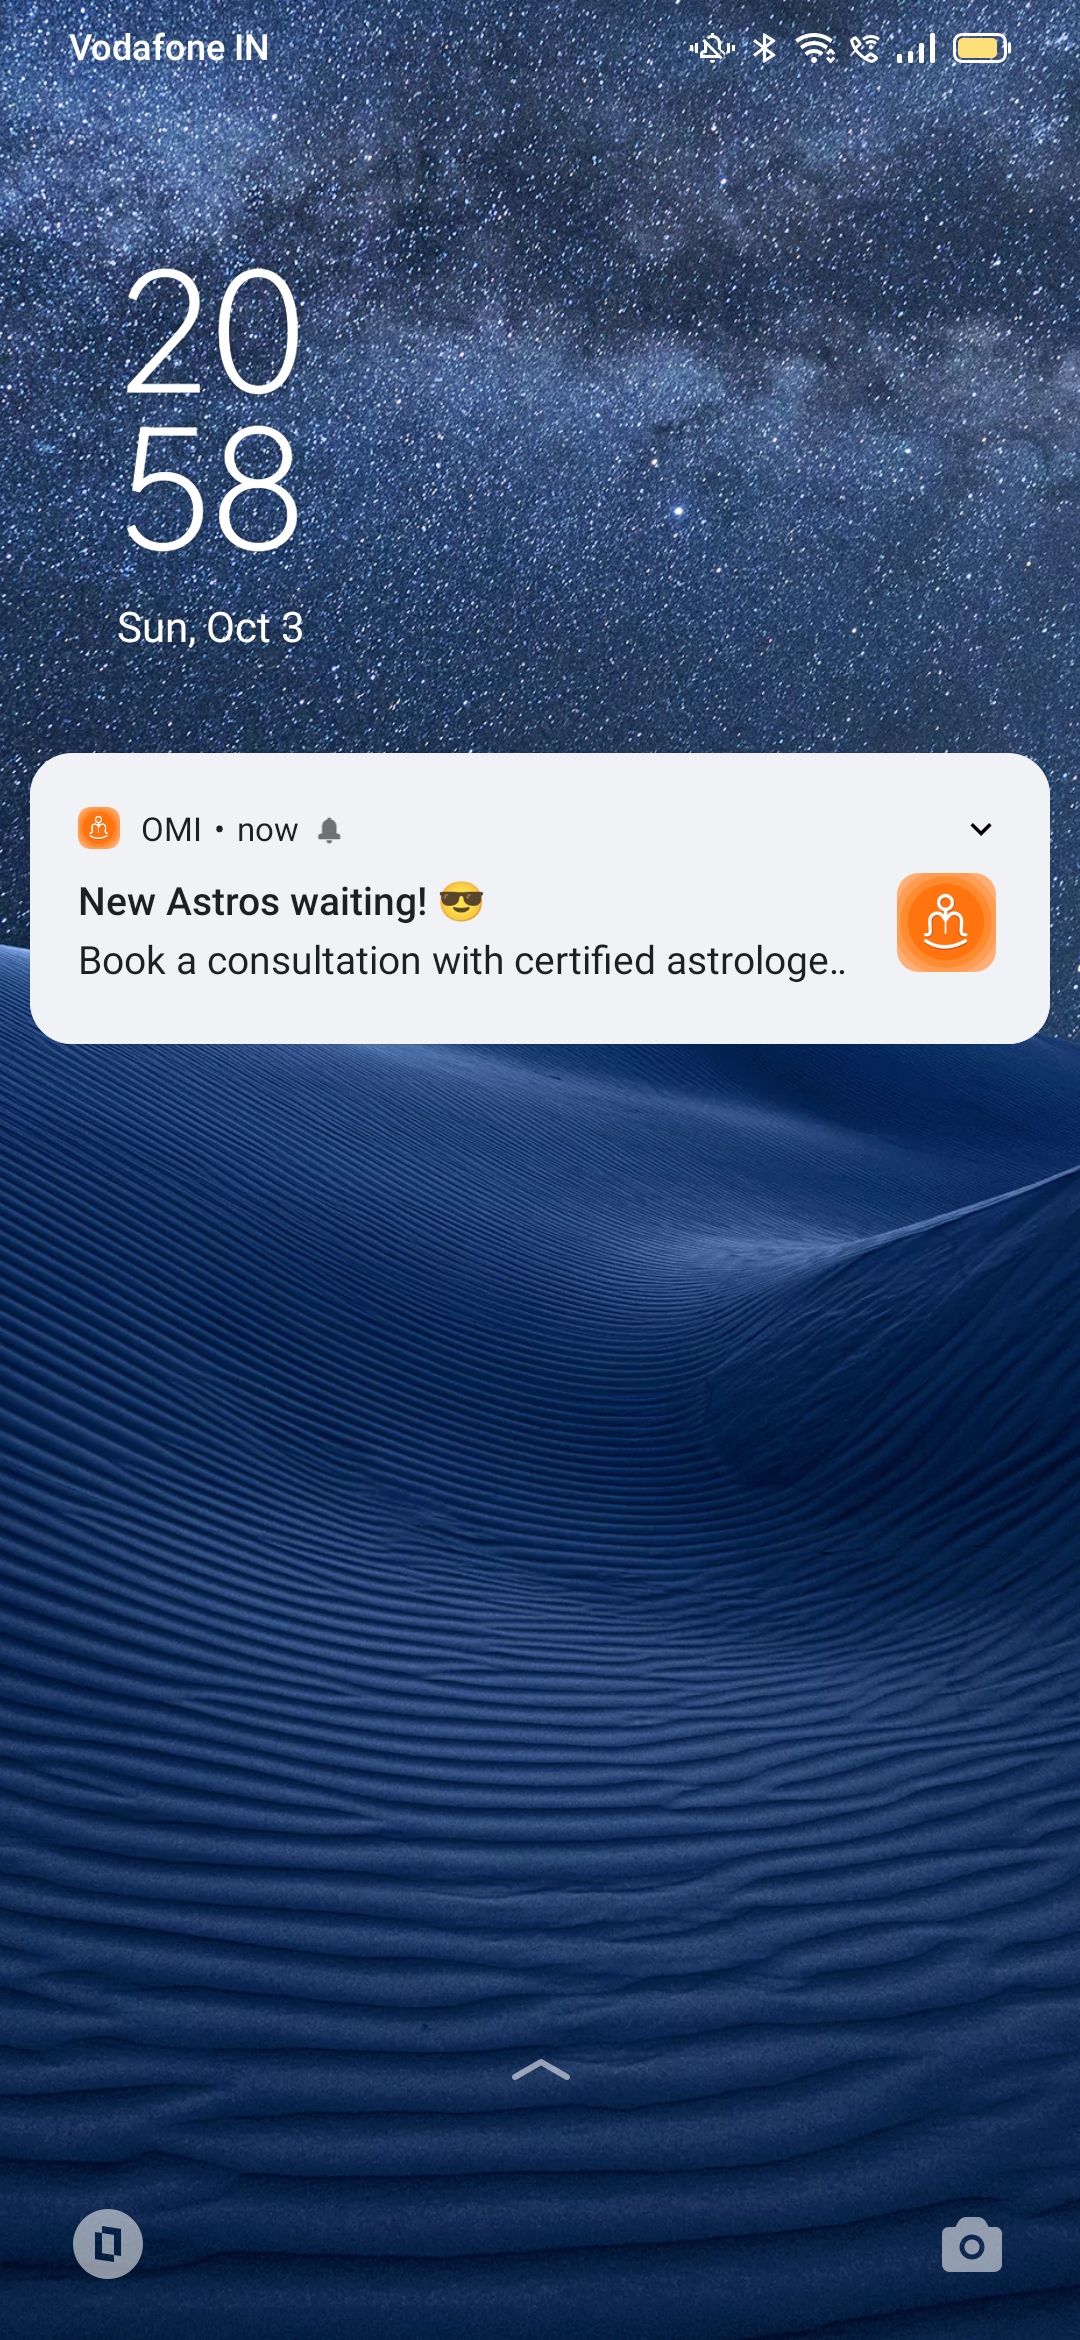 Vodafone IN
20
58
Sun, Oct 3
OMI • now
New Astros waiting! 😎
Book a consultation with certified astrologe..